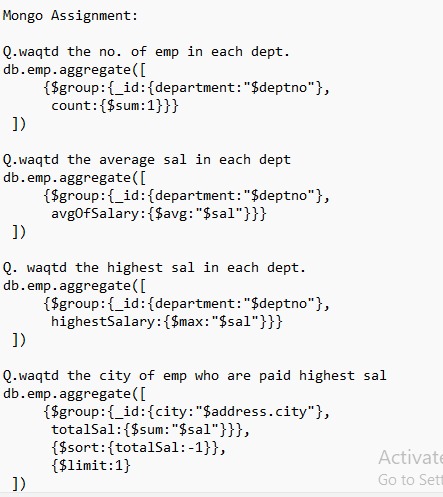 Mongo Assignment:
Q.waqtd the no. of emp in each dept.
db.emp.aggregate([
{$group:{_id:{department:"$deptno"},
count:{$sum:1}}}
])
Q.waqtd the average sal in each dept
db.emp.aggregate([
{$group:{_id:{department:"$deptno"},
avgOfSalary:{$avg:"$sal"}}}
])
Q. waqtd the highest sal in each dept.
db.emp.aggregate([
{$group:{_id:{department:"$deptno"},
highestSalary:{$max:"$sal"}}}
])
Q.waqtd the city of emp who are paid highest sal
db.emp.aggregate([
{$group:{_id:{city:"$address.city"},
totalSal:{$sum:"$sal"}}},
{$sort:{totalSal:-1}},
{$limit:1}
])
Activate
Go to Sett